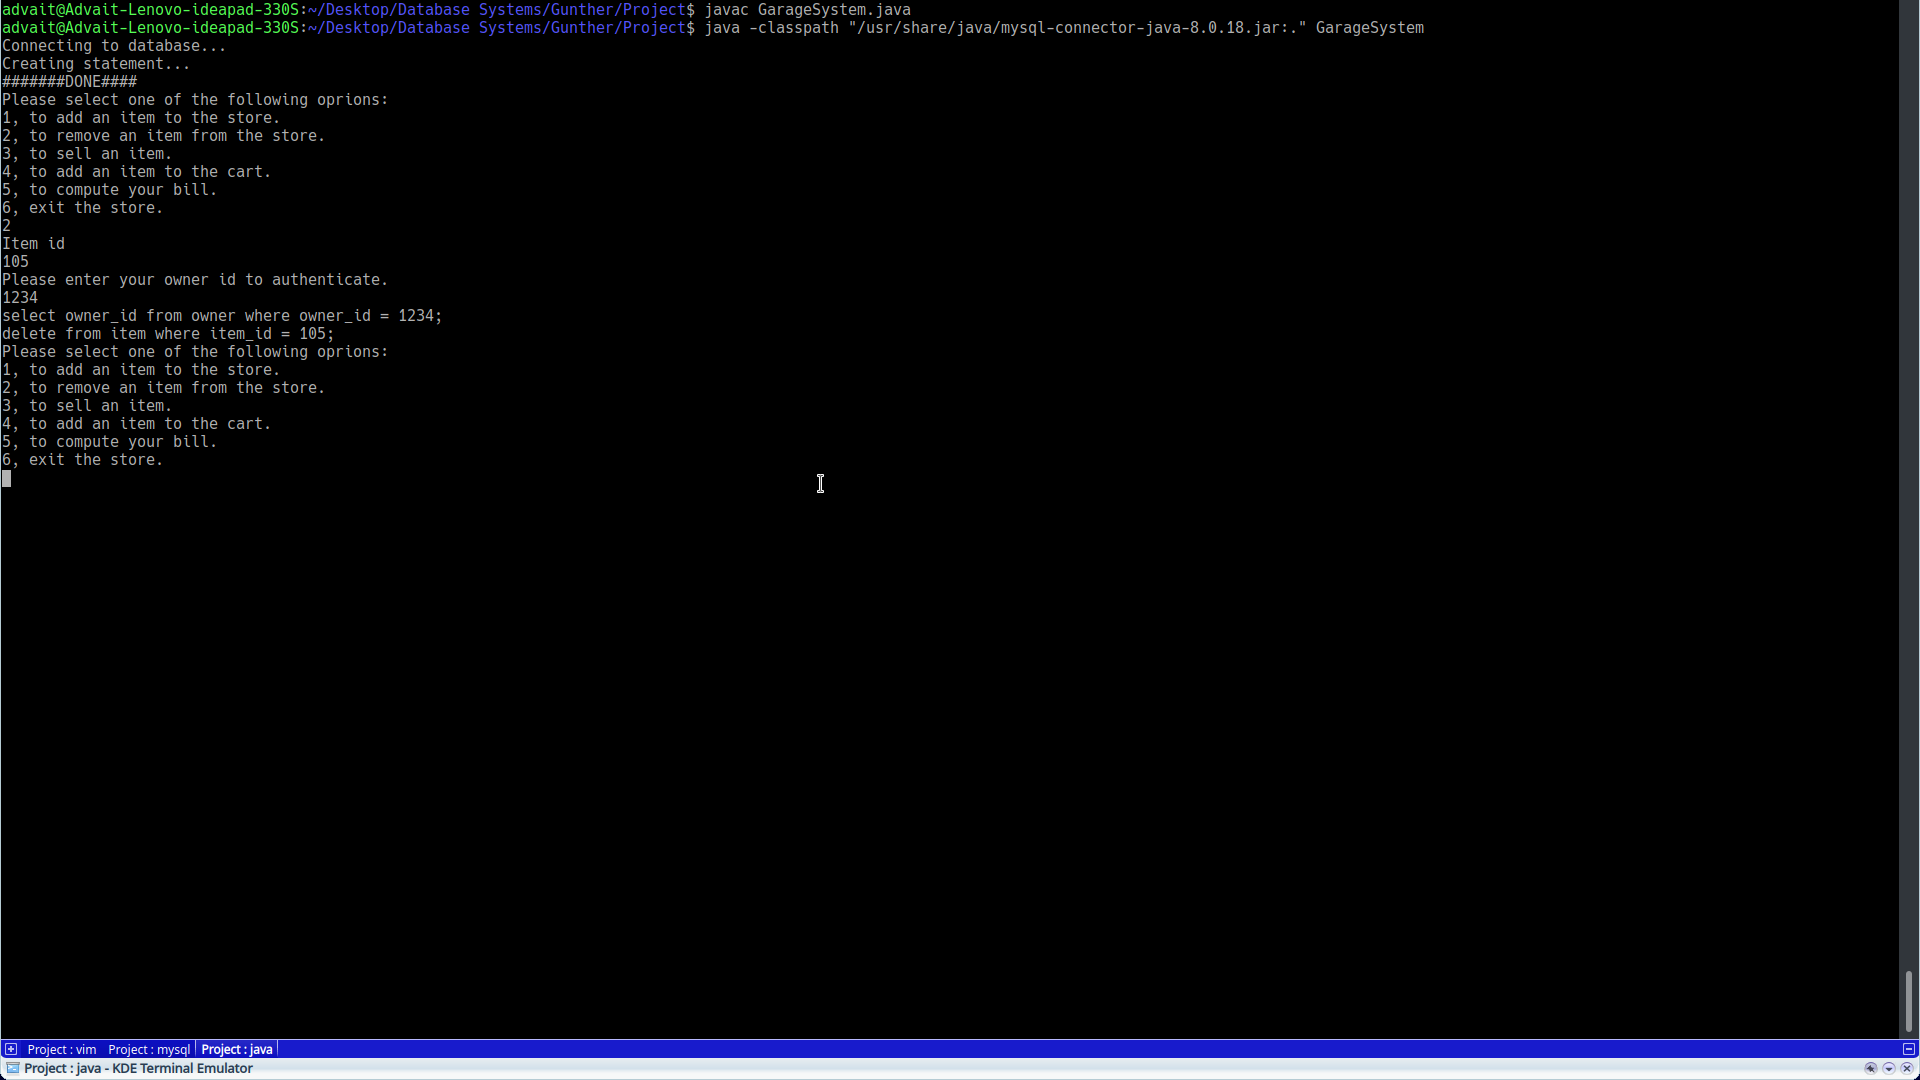 advait@Advait-Lenovo-ideapad-330S:~/Desktop/Database Systems/Gunther/Project$ javac GarageSystem.java
advait@Advait-Lenovo-ideapad-330S:~/Desktop/Database Systems/Gunther/Project$ java -classpath "/usr/share/java/mysql-connector-java-8.0.18.jar:." GarageSystem
Connecting to database...
Creating statement...
#######DONE####
Please select one of the following oprions:
1, to add an item to the store.
2, to remove an item from the store.
3, to sell an item.
4, to add an item to the cart.
5, to compute your bill.
6, exit the store.
2
Item id
105
Please enter your owner id to authenticate.
1234
select owner_id from owner where owner_id = 1234;
delete from item where item_id = 105;
Please select one of the following oprions:
1, to add an item to the store.
2, to remove an item from the store.
3, to sell an item.
4, to add an item to the cart.
5, to compute your bill.
6, exit the store.
Project : vim Project : mysql Project : java
Project : java - KDE Terminal Emulator